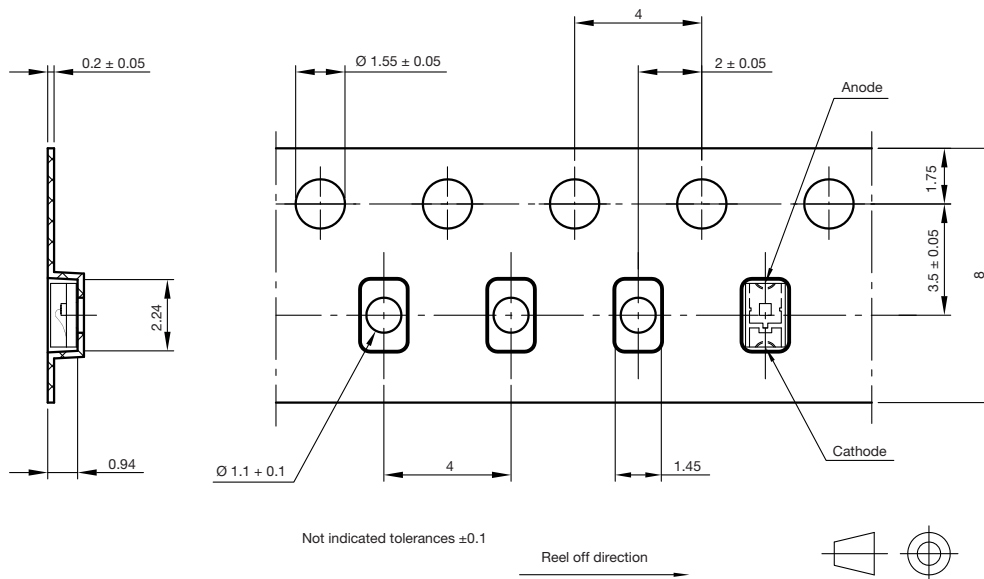 4
0.2 ± 0.05
Ø 1.55 ± 0.05
2 ± 0.05
Anode
1.75
3.5 ± 0.05
8
2.24
Cathode
0.94
Ø 1.1 + 0.1
4
1.45
Not indicated tolerances ±0.1
Reel off direction